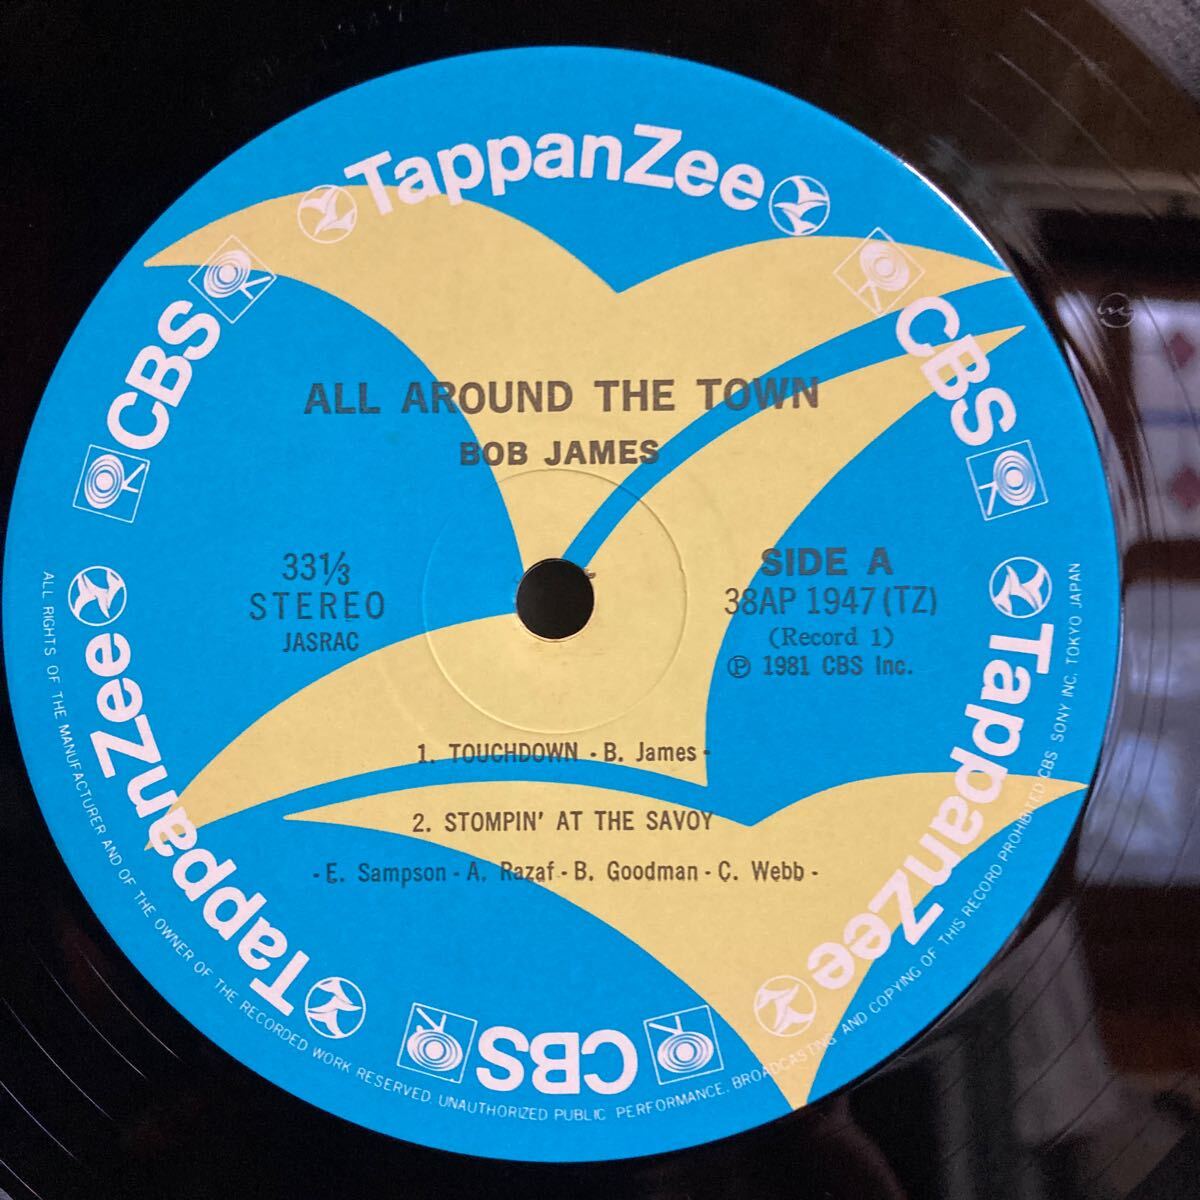 TappanZee
CBS
CBS
ALL AROUND THE TOWN
BOB JAMES
33⅓
STEREO
JASRAC
SIDE A
38AP 1947 (TZ)
(Record 1)
Ⓟ 1981 CBS Inc.
1. TOUCHDOWN - B. James -
2. STOMPIN' AT THE SAVOY
- E. Sampson - A. Razaf - B. Goodman - C. Webb -
TappanZee
TappanZee
CBS
ALL RIGHTS OF THE MANUFACTURER AND OF THE OWNER OF THE RECORDED WORK RESERVED. UNAUTHORIZED PUBLIC PERFORMANCE, BROADCASTING AND COPYING OF THIS RECORD PROHIBITED CBS SONY INC. TOKYO JAPAN